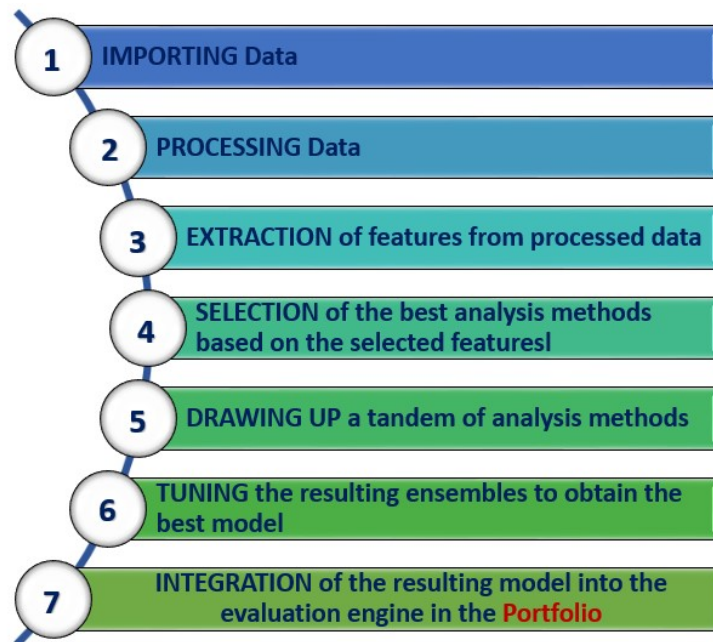 1 IMPORTING Data
2 PROCESSING Data
3 EXTRACTION of features from processed data
4 SELECTION of the best analysis methods
based on the selected featuresl
5 DRAWING UP a tandem of analysis methods
6 TUNING the resulting ensembles to obtain the
best model
7 INTEGRATION of the resulting model into the
evaluation engine in the Portfolio